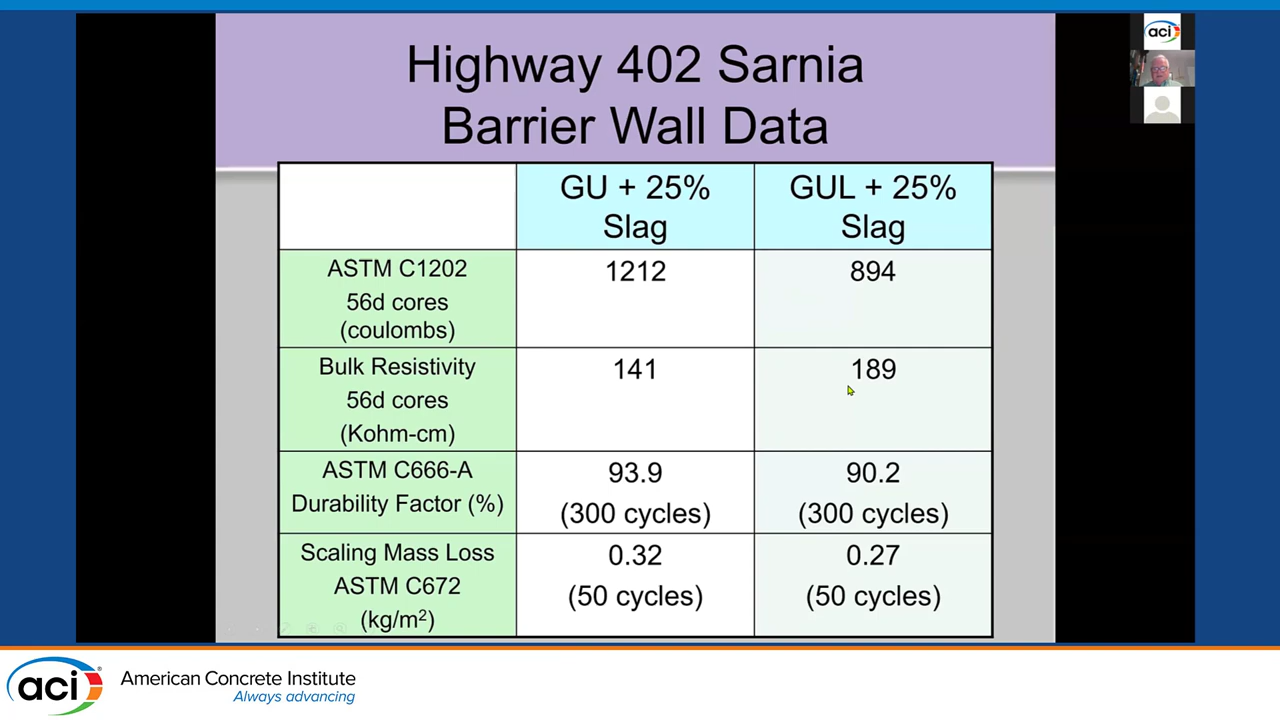 Highway 402 Sarnia
Barrier Wall Data
GU + 25%
Slag
GUL + 25%
Slag
ASTM C1202
56d cores
(coulombs)
1212
894
Bulk Resistivity
56d cores
(Kohm-cm)
141
189
ASTM C666-A
Durability Factor (%)
93.9
(300 cycles)
90.2
(300 cycles)
Scaling Mass Loss
ASTM C672
(kg/m²)
0.32
(50 cycles)
0.27
(50 cycles)
aci
aci
American Concrete Institute
Always advancing